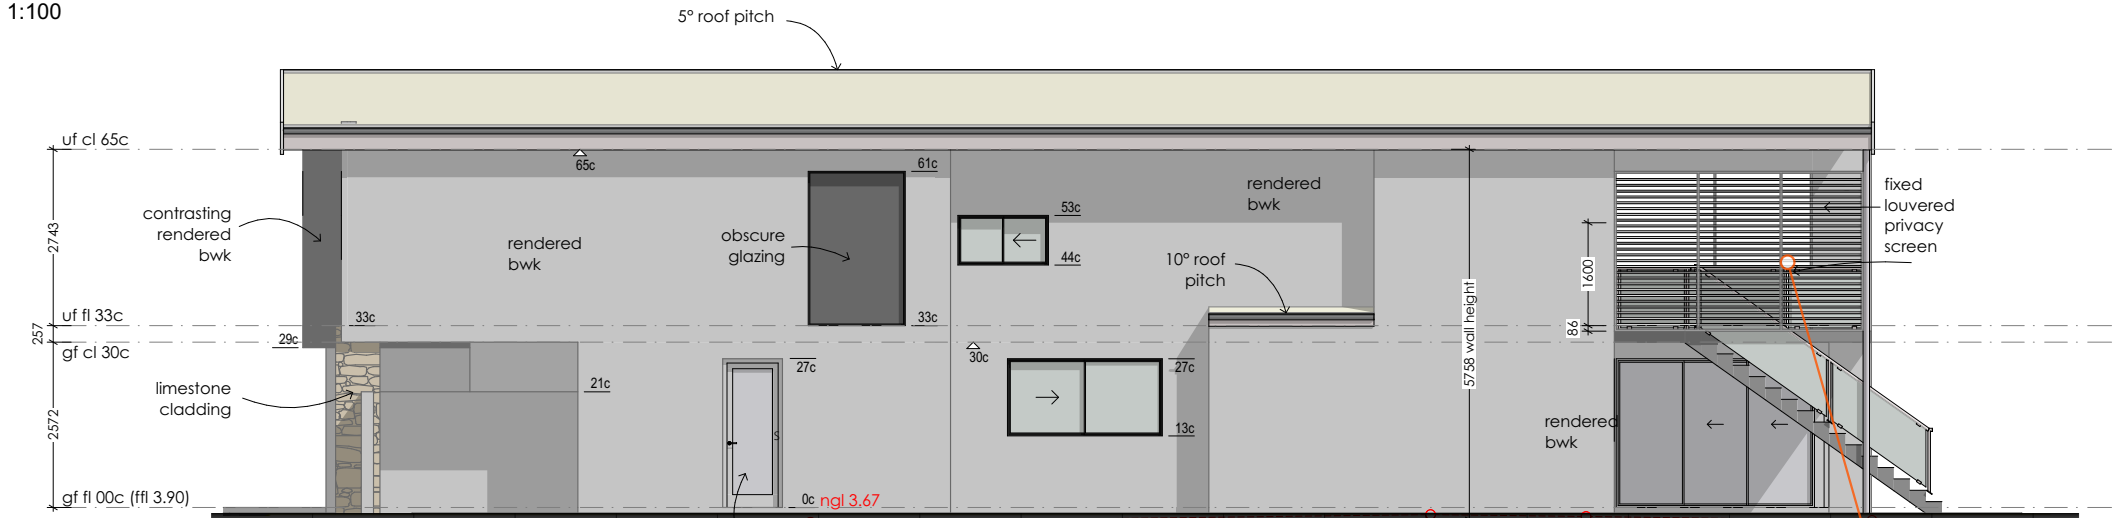 1:100
5° roof pitch
uf cl 65c
65c
61c
contrasting
rendered
bwk
2743
rendered
bwk
obscure
glazing
53c
44c
rendered
bwk
10° roof
pitch
fixed
louvered
privacy
screen
1600
86
5758 wall height
uf fl 33c
33c
33c
257
29c
gf cl 30c
30c
27c
27c
limestone
cladding
21c
2572
13c
rendered
bwk
S
gf fl 00c (ffl 3.90)
0c ngl 3.67